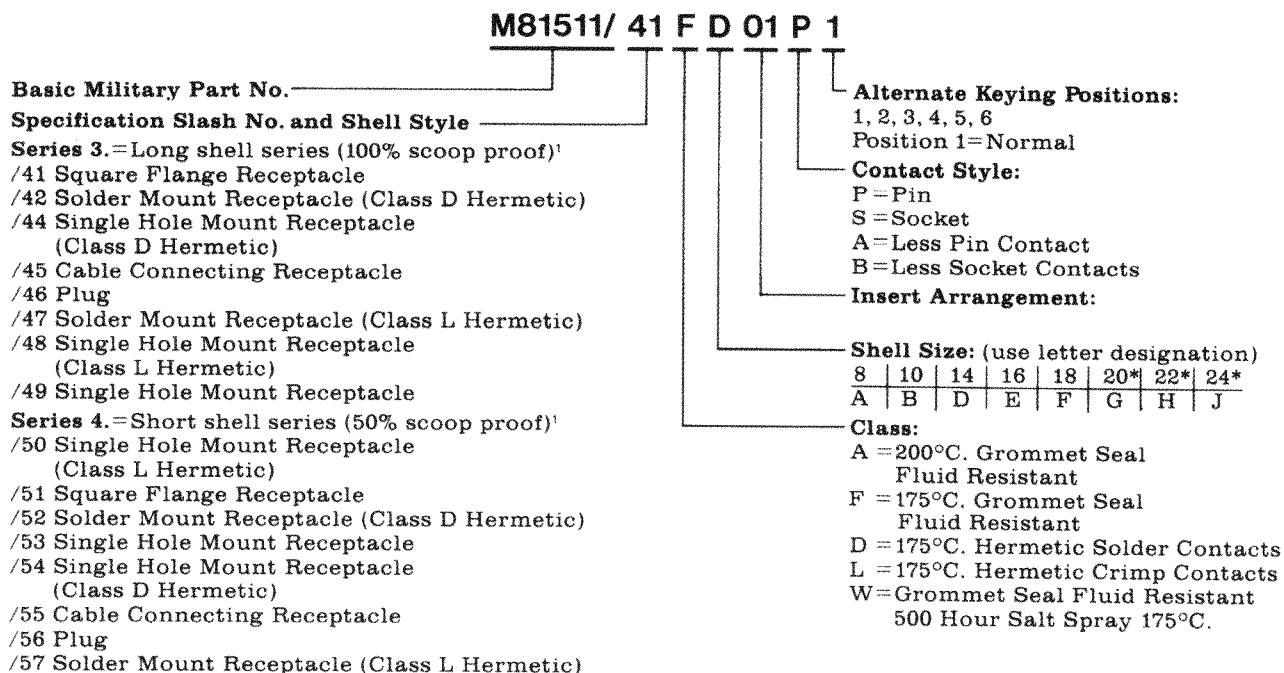 M81511/ 41 F D 01 P 1
Basic Military Part No.
Specification Slash No. and Shell Style
Series 3.=Long shell series (100% scoop proof)¹
/41 Square Flange Receptacle
/42 Solder Mount Receptacle (Class D Hermetic)
/44 Single Hole Mount Receptacle
(Class D Hermetic)
/45 Cable Connecting Receptacle
/46 Plug
/47 Solder Mount Receptacle (Class L Hermetic)
/48 Single Hole Mount Receptacle
(Class L Hermetic)
/49 Single Hole Mount Receptacle
Series 4.=Short shell series (50% scoop proof)¹
/50 Single Hole Mount Receptacle
(Class L Hermetic)
/51 Square Flange Receptacle
/52 Solder Mount Receptacle (Class D Hermetic)
/53 Single Hole Mount Receptacle
/54 Single Hole Mount Receptacle
(Class D Hermetic)
/55 Cable Connecting Receptacle
/56 Plug
/57 Solder Mount Receptacle (Class L Hermetic)
Alternate Keying Positions:
1, 2, 3, 4, 5, 6
Position 1=Normal
Contact Style:
P=Pin
S=Socket
A=Less Pin Contact
B=Less Socket Contacts
Insert Arrangement:
Shell Size: (use letter designation)
8 | 10 | 14 | 16 | 18 | 20* | 22* | 24*
A | B | D | E | F | G | H | J
Class:
A =200°C. Grommet Seal
Fluid Resistant
F =175°C. Grommet Seal
Fluid Resistant
D =175°C. Hermetic Solder Contacts
L =175°C. Hermetic Crimp Contacts
W=Grommet Seal Fluid Resistant
500 Hour Salt Spray 175°C.